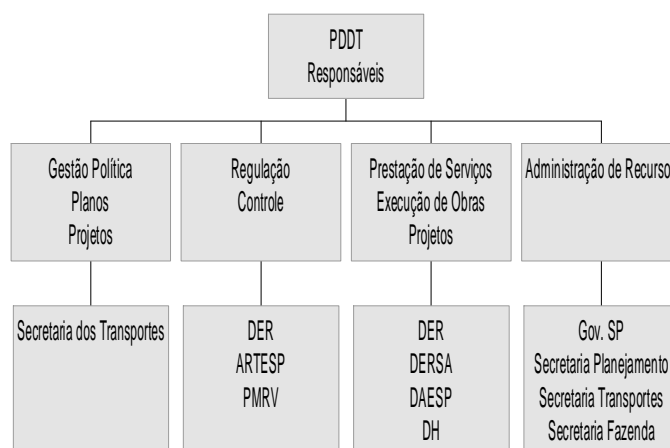 PDDT
Responsáveis
Gestão Política
Planos
Projetos
Regulação
Controle
Prestação de Serviços
Execução de Obras
Projetos
Administração de Recurso
Secretaria dos Transportes
DER
ARTESP
PMRV
DER
DERSA
DAESP
DH
Gov. SP
Secretaria Planejamento
Secretaria Transportes
Secretaria Fazenda